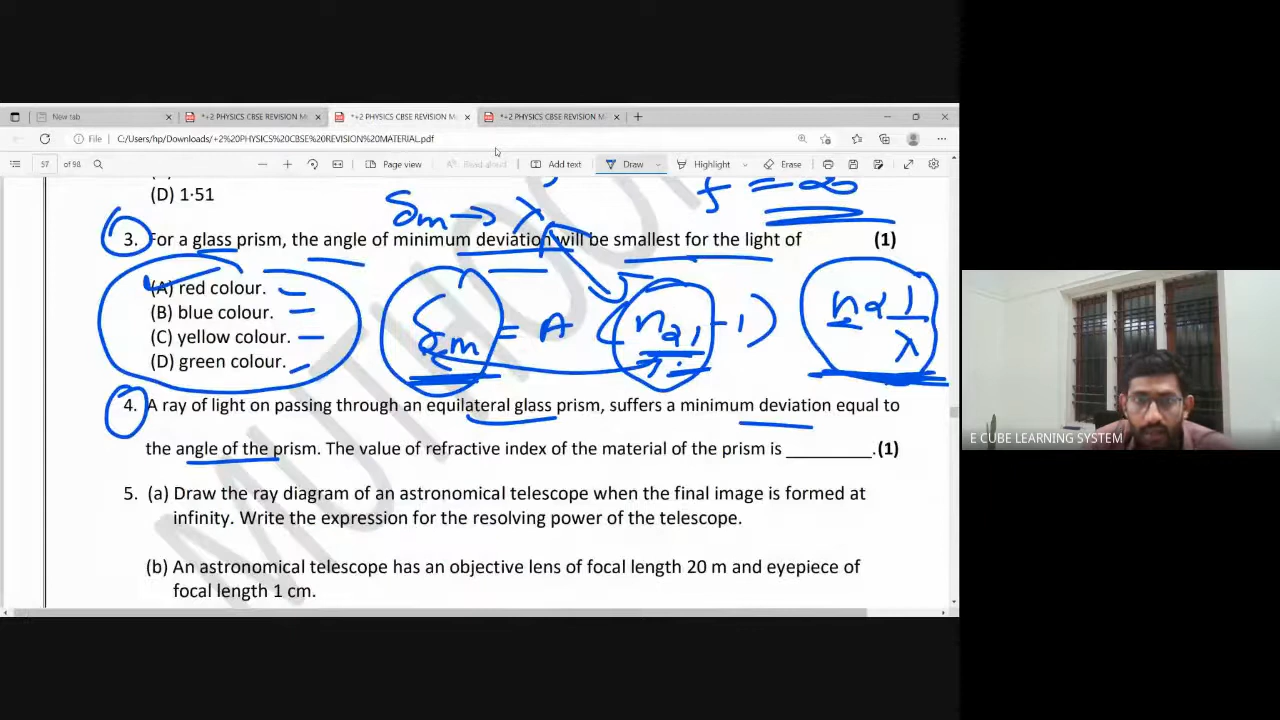 New tab
*+2 PHYSICS CBSE REVISION M
*+2 PHYSICS CBSE REVISION M
*+2 PHYSICS CBSE REVISION M
File
C:/Users/hp/Downloads/+2%20PHYSICS%20CBSE%20REVISION%20MATERIAL.pdf
57 of 98
Page view
Read aloud
Add text
Draw
Highlight
Erase
(D) 1·51
δm → λ
f = ∞
3. For a glass prism, the angle of minimum deviation will be smallest for the light of (1)
(A) red colour.
(B) blue colour.
(C) yellow colour.
(D) green colour.
δm = A (n21 - 1)
n α 1/λ
4. A ray of light on passing through an equilateral glass prism, suffers a minimum deviation equal to
the angle of the prism. The value of refractive index of the material of the prism is __________.(1)
5. (a) Draw the ray diagram of an astronomical telescope when the final image is formed at
infinity. Write the expression for the resolving power of the telescope.
(b) An astronomical telescope has an objective lens of focal length 20 m and eyepiece of
focal length 1 cm.
E CUBE LEARNING SYSTEM